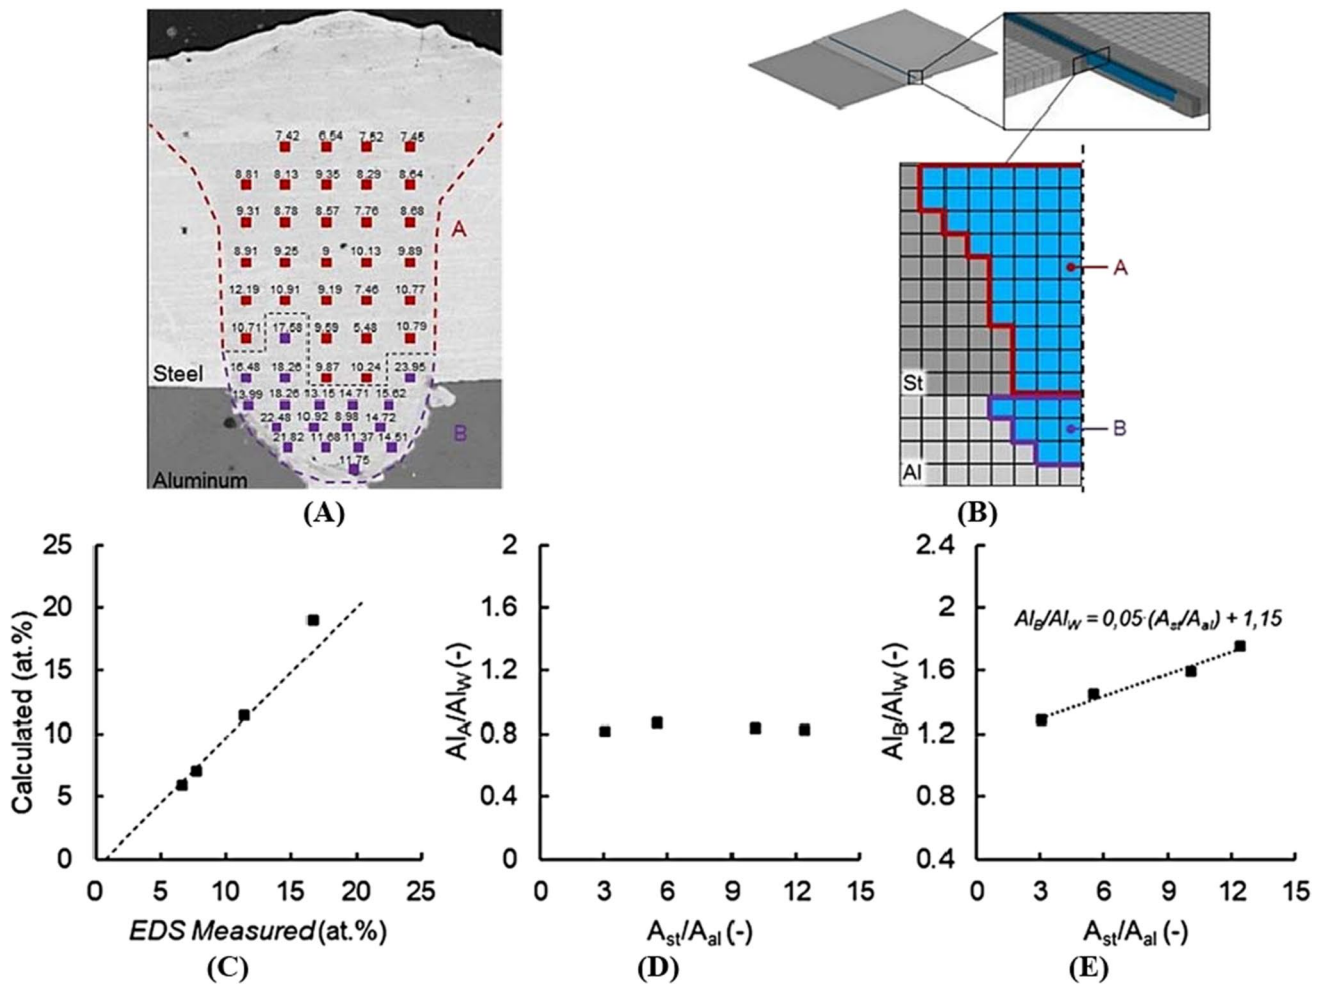 7.42 6.54 7.52 7.45
8.81 8.13 9.35 8.29 8.64
9.31 8.78 8.57 7.76 8.68
A
8.91 9.25 9 10.13 9.89
12.19 10.91 9.19 7.46 10.77
10.71 17.58 9.59 5.48 10.79
Steel
16.48 18.26 9.87 10.24 23.95
13.99 18.26 13.15 14.71 15.62
22.48 10.92 8.98 14.72
B
21.82 11.68 11.37 14.51
11.75
Aluminum
(A)
A
St
B
Al
(B)
Calculated (at.%)
25
20
15
10
5
0
0 5 10 15 20 25
EDS Measured (at.%)
(C)
Al_A/Al_W (-)
2
1.6
1.2
0.8
0.4
0
0 3 6 9 12 15
A_st/A_al (-)
(D)
Al_B/Al_W (-)
2.4
2
1.6
1.2
0.8
0.4
Al_B/Al_W = 0,05·(A_st/A_al) + 1,15
0 3 6 9 12 15
A_st/A_al (-)
(E)